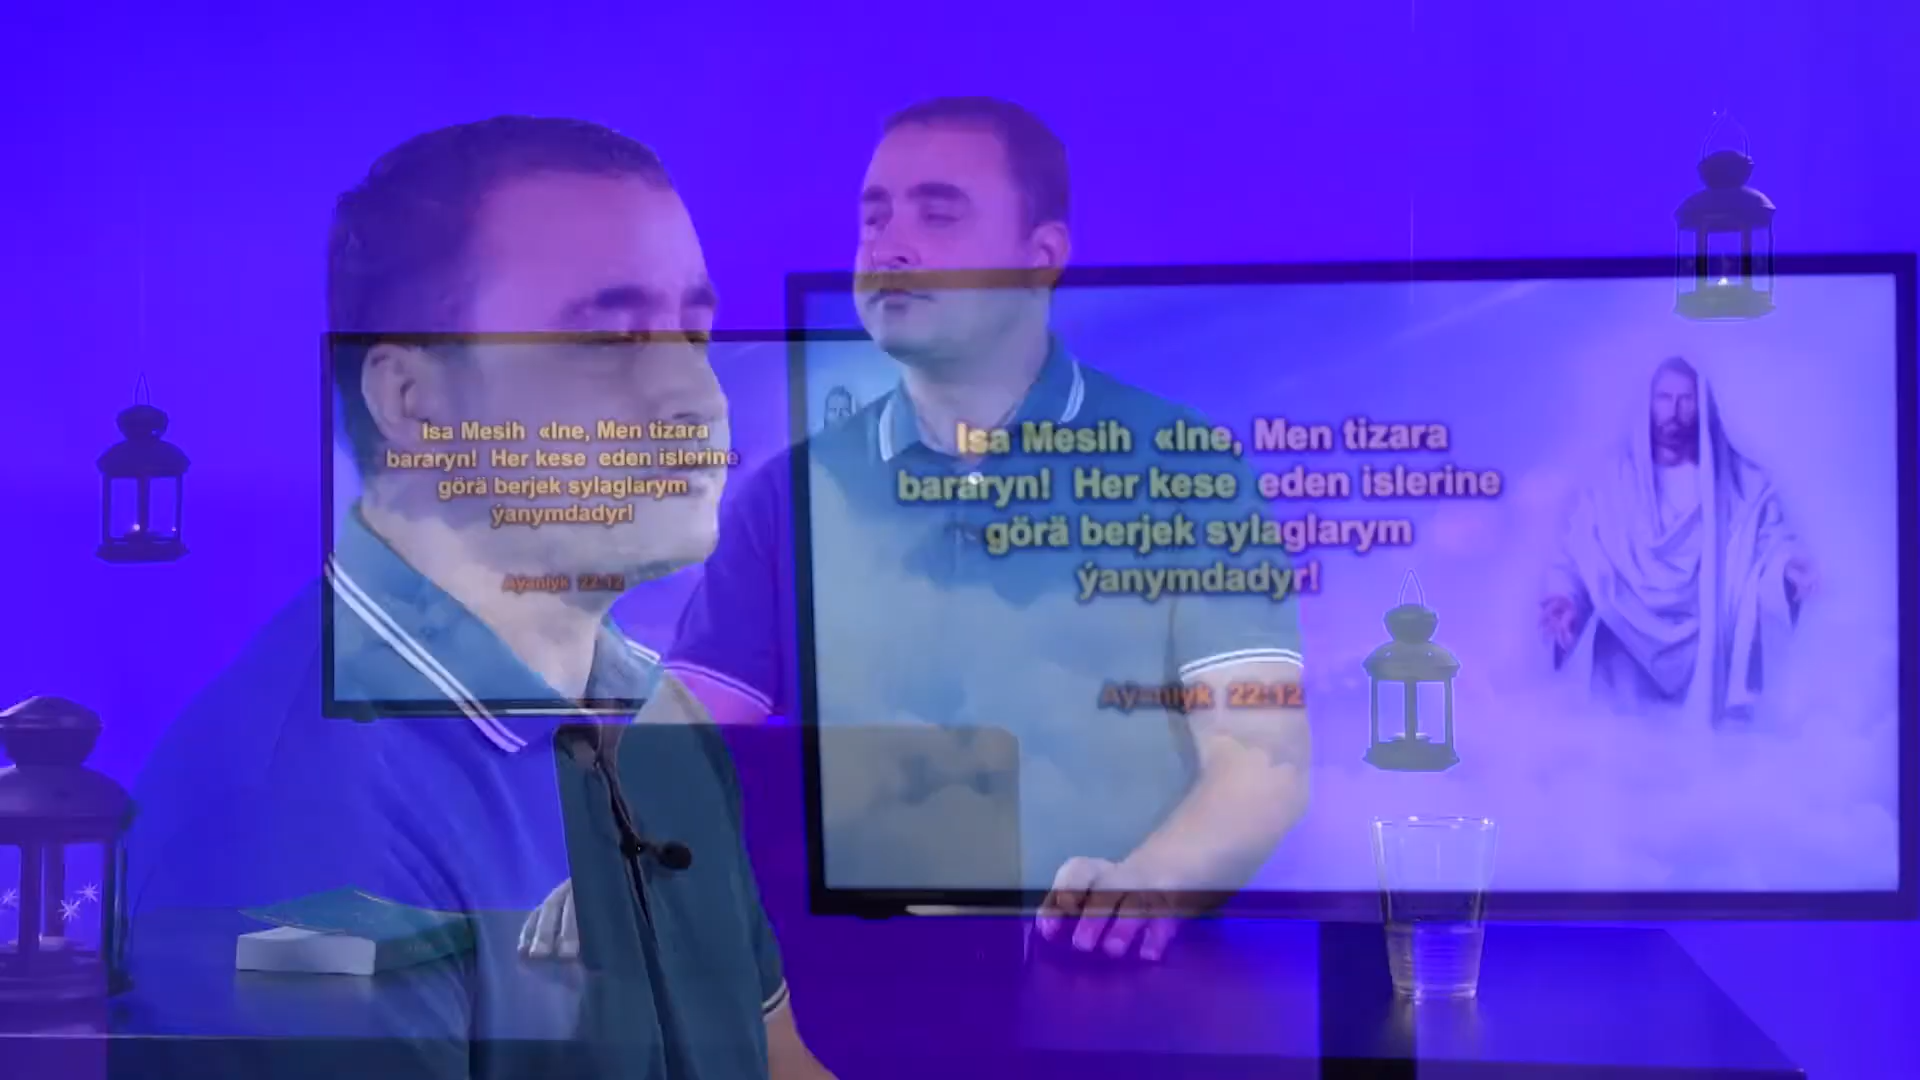 Isa Mesih «Ine, Men tizara
bararyn! Her kese eden islerine
görä berjek sylaglarym
ýanymdadyr!
Aýanlyk 22:12
Isa Mesih «Ine, Men tizara
bararyn! Her kese eden islerine
görä berjek sylaglarym
ýanymdadyr!
Aýanlyk 22:12